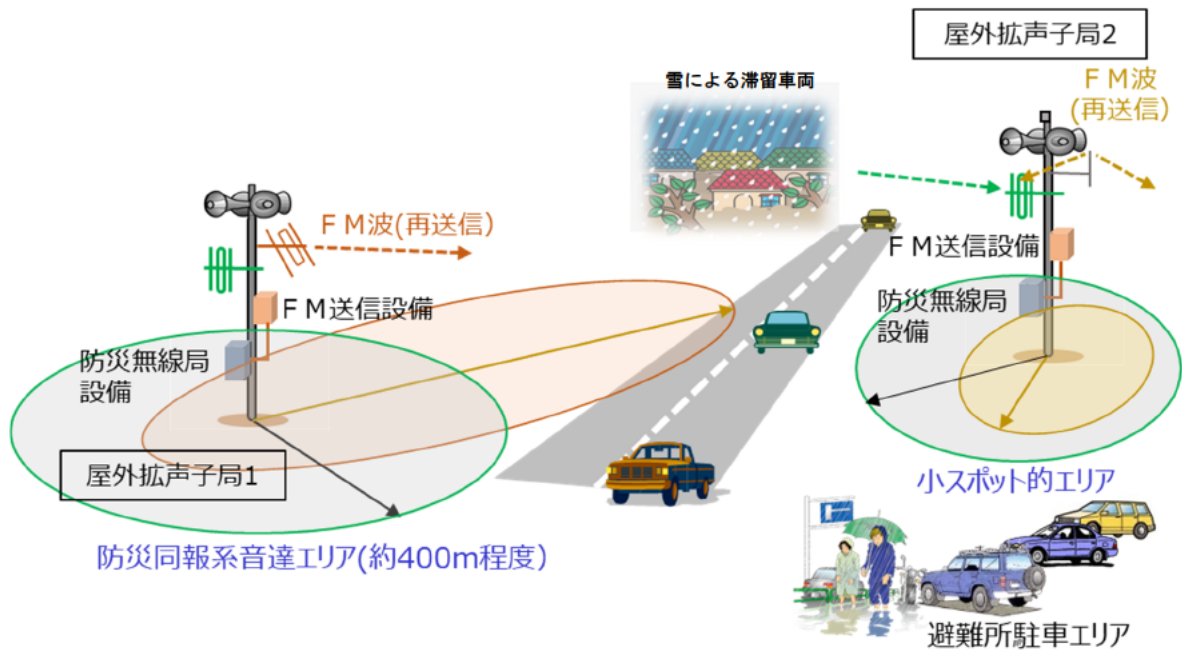 屋外拡声子局2
雪による滞留車両
ＦＭ波
(再送信)
ＦＭ波(再送信)
ＦＭ送信設備
防災無線局
設備
ＦＭ送信設備
防災無線局
設備
屋外拡声子局1
小スポット的エリア
防災同報系音達エリア(約400m程度)
避難所駐車エリア